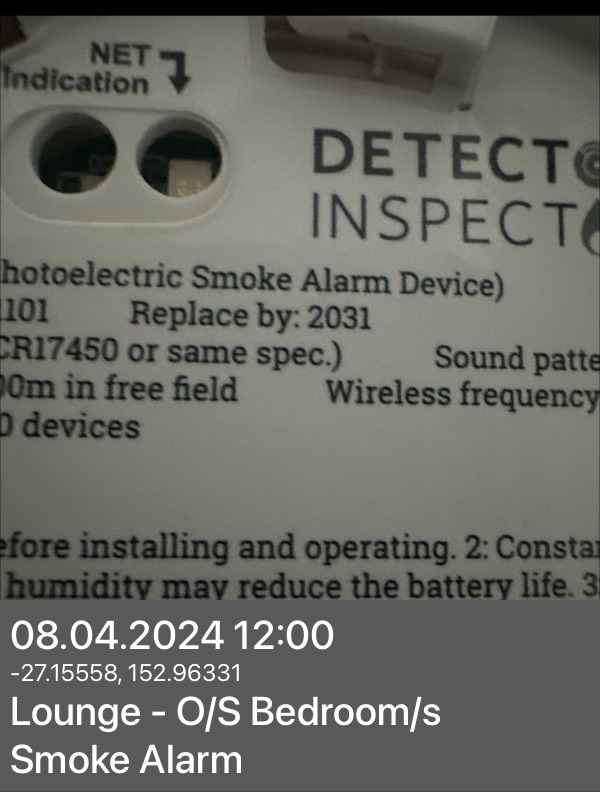 NET
Indication
DETECT
INSPECT
hotoelectric Smoke Alarm Device)
101 Replace by: 2031
CR17450 or same spec.) Sound patte
00m in free field Wireless frequency
0 devices
efore installing and operating. 2: Constan
humidity may reduce the battery life. 3
08.04.2024 12:00
-27.15558, 152.96331
Lounge - O/S Bedroom/s
Smoke Alarm